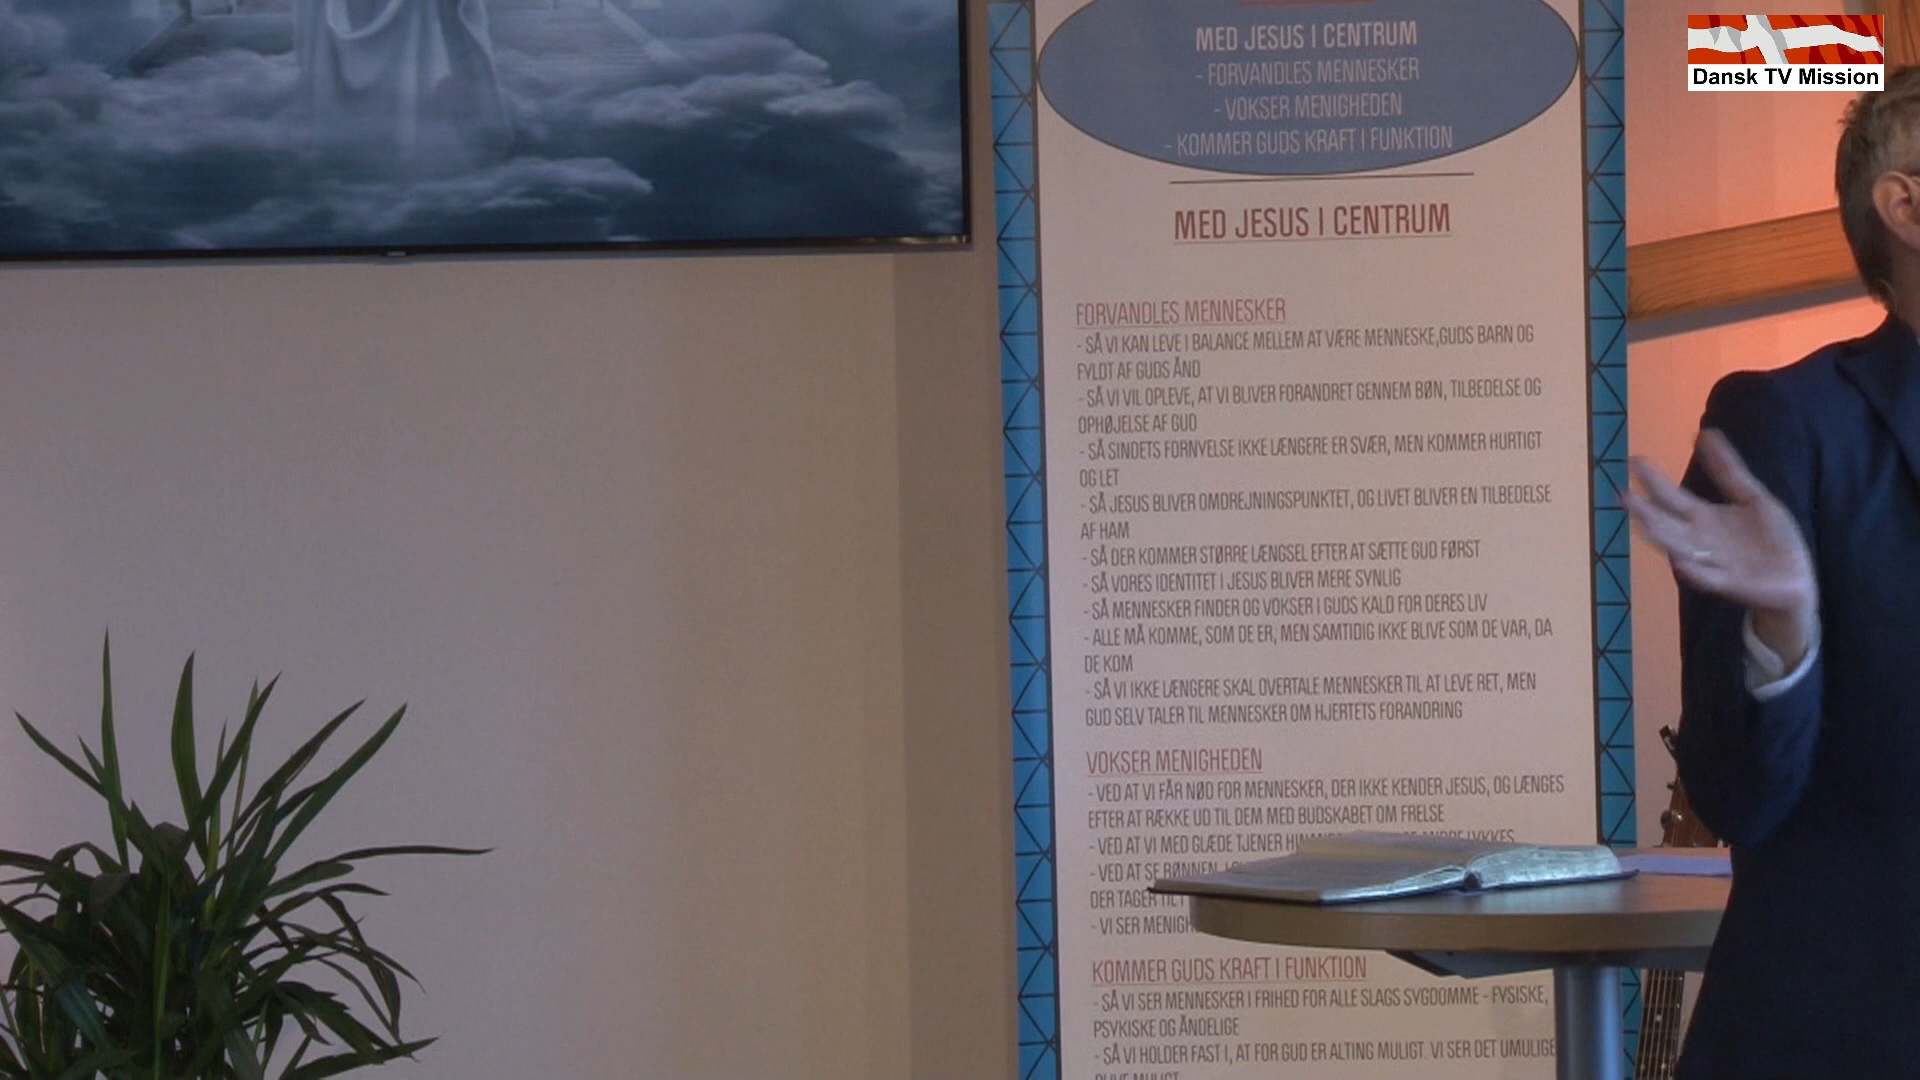 Dansk TV Mission
MED JESUS I CENTRUM
- FORVANDLES MENNESKER
- VOKSER MENIGHEDEN
- KOMMER GUDS KRAFT I FUNKTION
MED JESUS I CENTRUM
FORVANDLES MENNESKER
- SÅ VI KAN LEVE I BALANCE MELLEM AT VÆRE MENNESKE,GUDS BARN OG
FYLDT AF GUDS ÅND
- SÅ VI VIL OPLEVE, AT VI BLIVER FORANDRET GENNEM BØN, TILBEDELSE OG
OPHØJELSE AF GUD
- SÅ SINDETS FORNYELSE IKKE LÆNGERE ER SVÆR, MEN KOMMER HURTIGT
OG LET
- SÅ JESUS BLIVER OMDREJNINGSPUNKTET, OG LIVET BLIVER EN TILBEDELSE
AF HAM
- SÅ DER KOMMER STØRRE LÆNGSEL EFTER AT SÆTTE GUD FØRST
- SÅ VORES IDENTITET I JESUS BLIVER MERE SYNLIG
- SÅ MENNESKER FINDER OG VOKSER I GUDS KALD FOR DERES LIV
- ALLE MÅ KOMME, SOM DE ER, MEN SAMTIDIG IKKE BLIVE SOM DE VAR, DA
DE KOM
- SÅ VI IKKE LÆNGERE SKAL OVERTALE MENNESKER TIL AT LEVE RET, MEN
GUD SELV TALER TIL MENNESKER OM HJERTETS FORANDRING
VOKSER MENIGHEDEN
- VED AT VI FÅR NØD FOR MENNESKER, DER IKKE KENDER JESUS, OG LÆNGES
EFTER AT RÆKKE UD TIL DEM MED BUDSKABET OM FRELSE
- VED AT VI MED GLÆDE TJENER ANDRE LYKKES
- VED AT SE BØNNEN
DER TAGER
- VI SER
KOMMER GUDS KRAFT I FUNKTION
- SÅ VI SER MENNESKER I FRIHED FOR ALLE SLAGS SYGDOMME - FYSISKE,
PSYKISKE OG ÅNDELIGE
- SÅ VI HOLDER FAST I, AT FOR GUD ER ALTING MULIGT. VI SER DET UMULIGE
BLIVE MULIGT